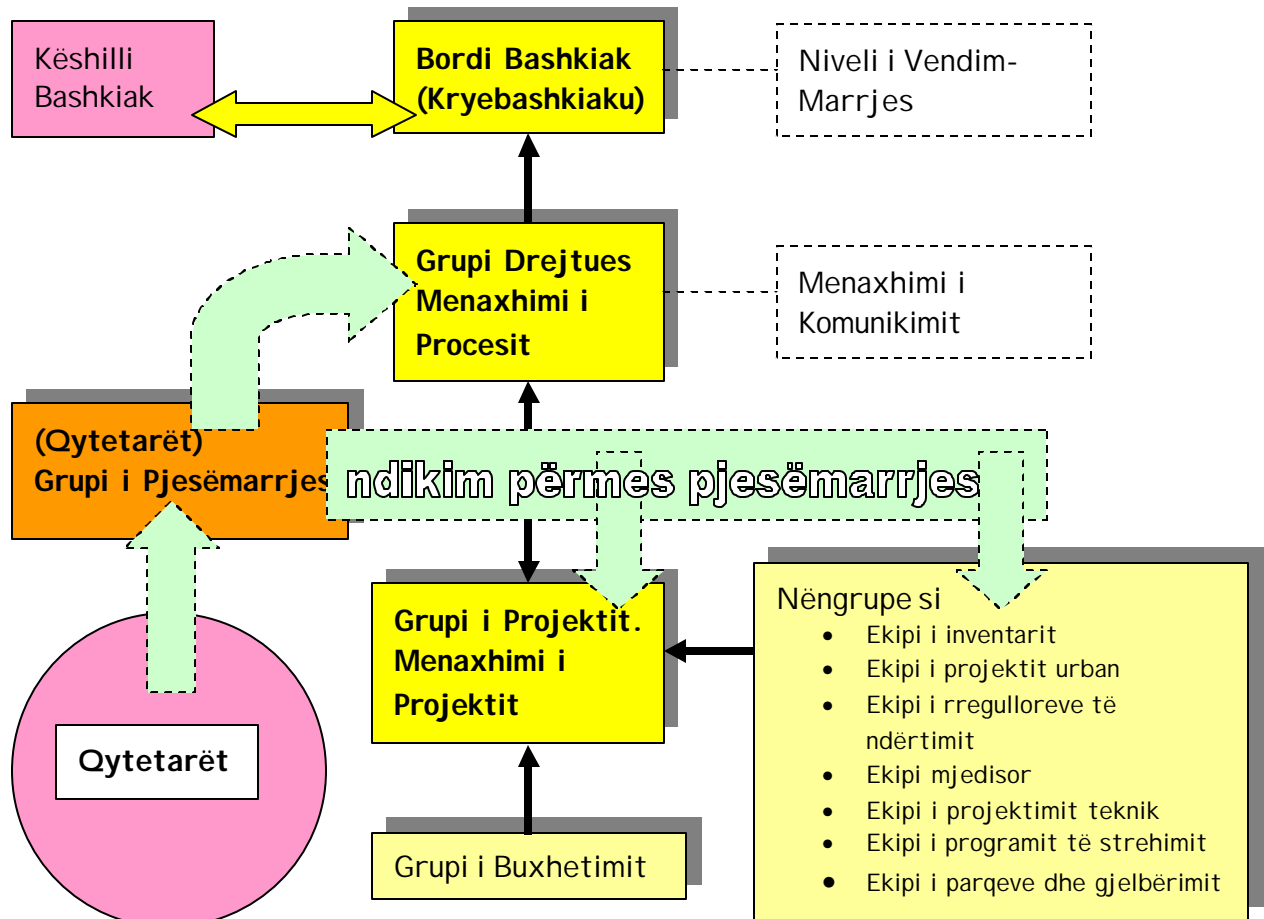 Këshilli
Bashkiak
Bordi Bashkiak
(Kryebashkiaku)
Niveli i Vendim-
Marrjes
Grupi Drejtues
Menaxhimi i
Procesit
Menaxhimi i
Komunikimit
(Qytetarët)
Grupi i Pjesëmarrjes
ndikim përmes pjesëmarrjes
Grupi i Projektit.
Menaxhimi i
Projektit
Nëngrupe si
• Ekipi i inventarit
• Ekipi i projektit urban
• Ekipi i rregulloreve të
ndërtimit
• Ekipi mjedisor
• Ekipi i projektimit teknik
• Ekipi i programit të strehimit
• Ekipi i parqeve dhe gjelbërimit
Qytetarët
Grupi i Buxhetimit